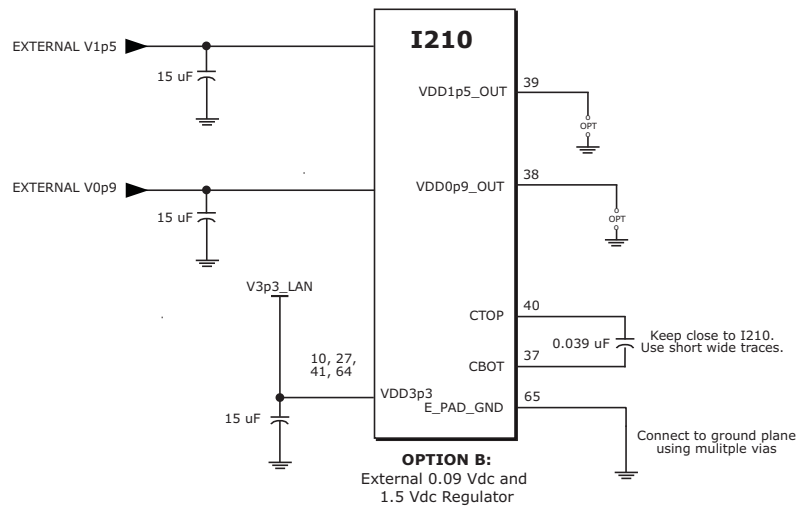 I210
EXTERNAL V1p5
15 uF
VDD1p5_OUT
39
OPT
EXTERNAL V0p9
15 uF
VDD0p9_OUT
38
OPT
V3p3_LAN
10, 27,
41, 64
15 uF
VDD3p3
CTOP
40
0.039 uF
Keep close to I210.
Use short wide traces.
CBOT
37
E_PAD_GND
65
Connect to ground plane
using mulitple vias
OPTION B:
External 0.09 Vdc and
1.5 Vdc Regulator